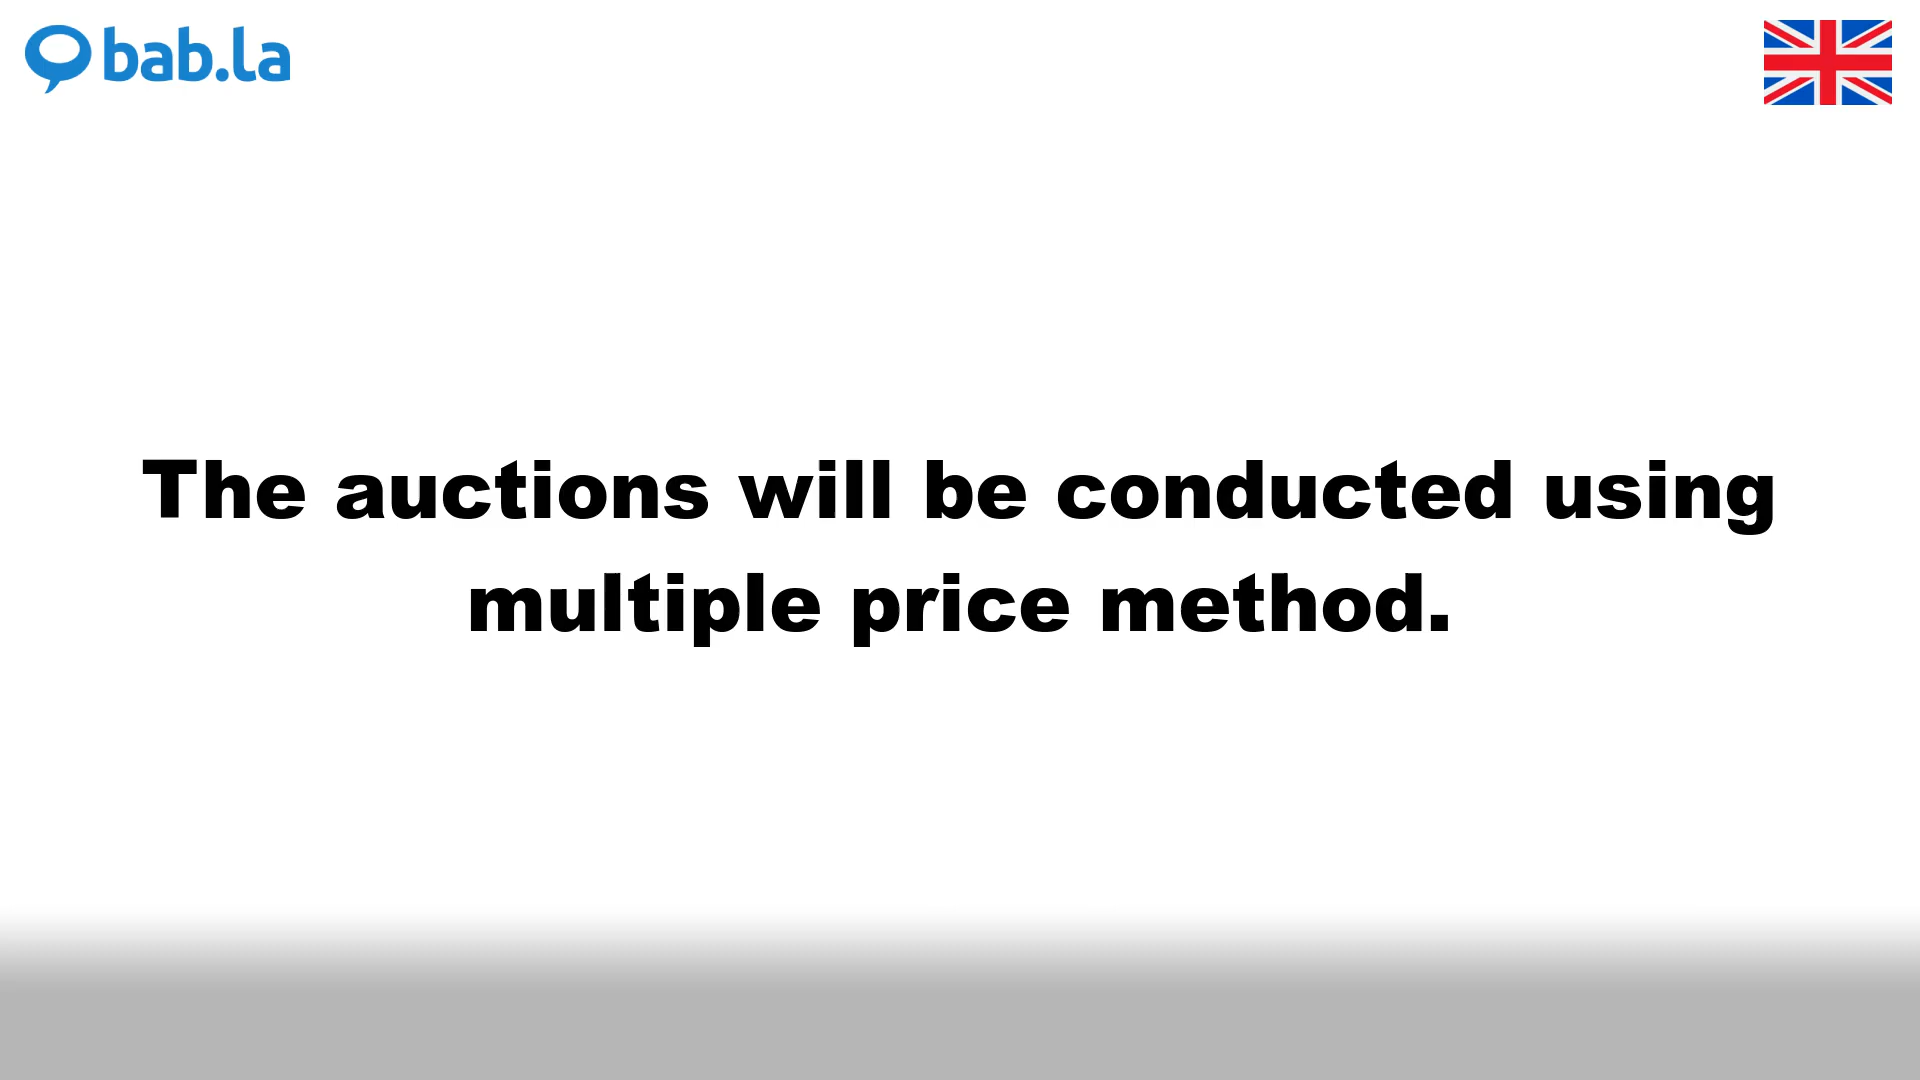 bab.la
The auctions will be conducted using
multiple price method.